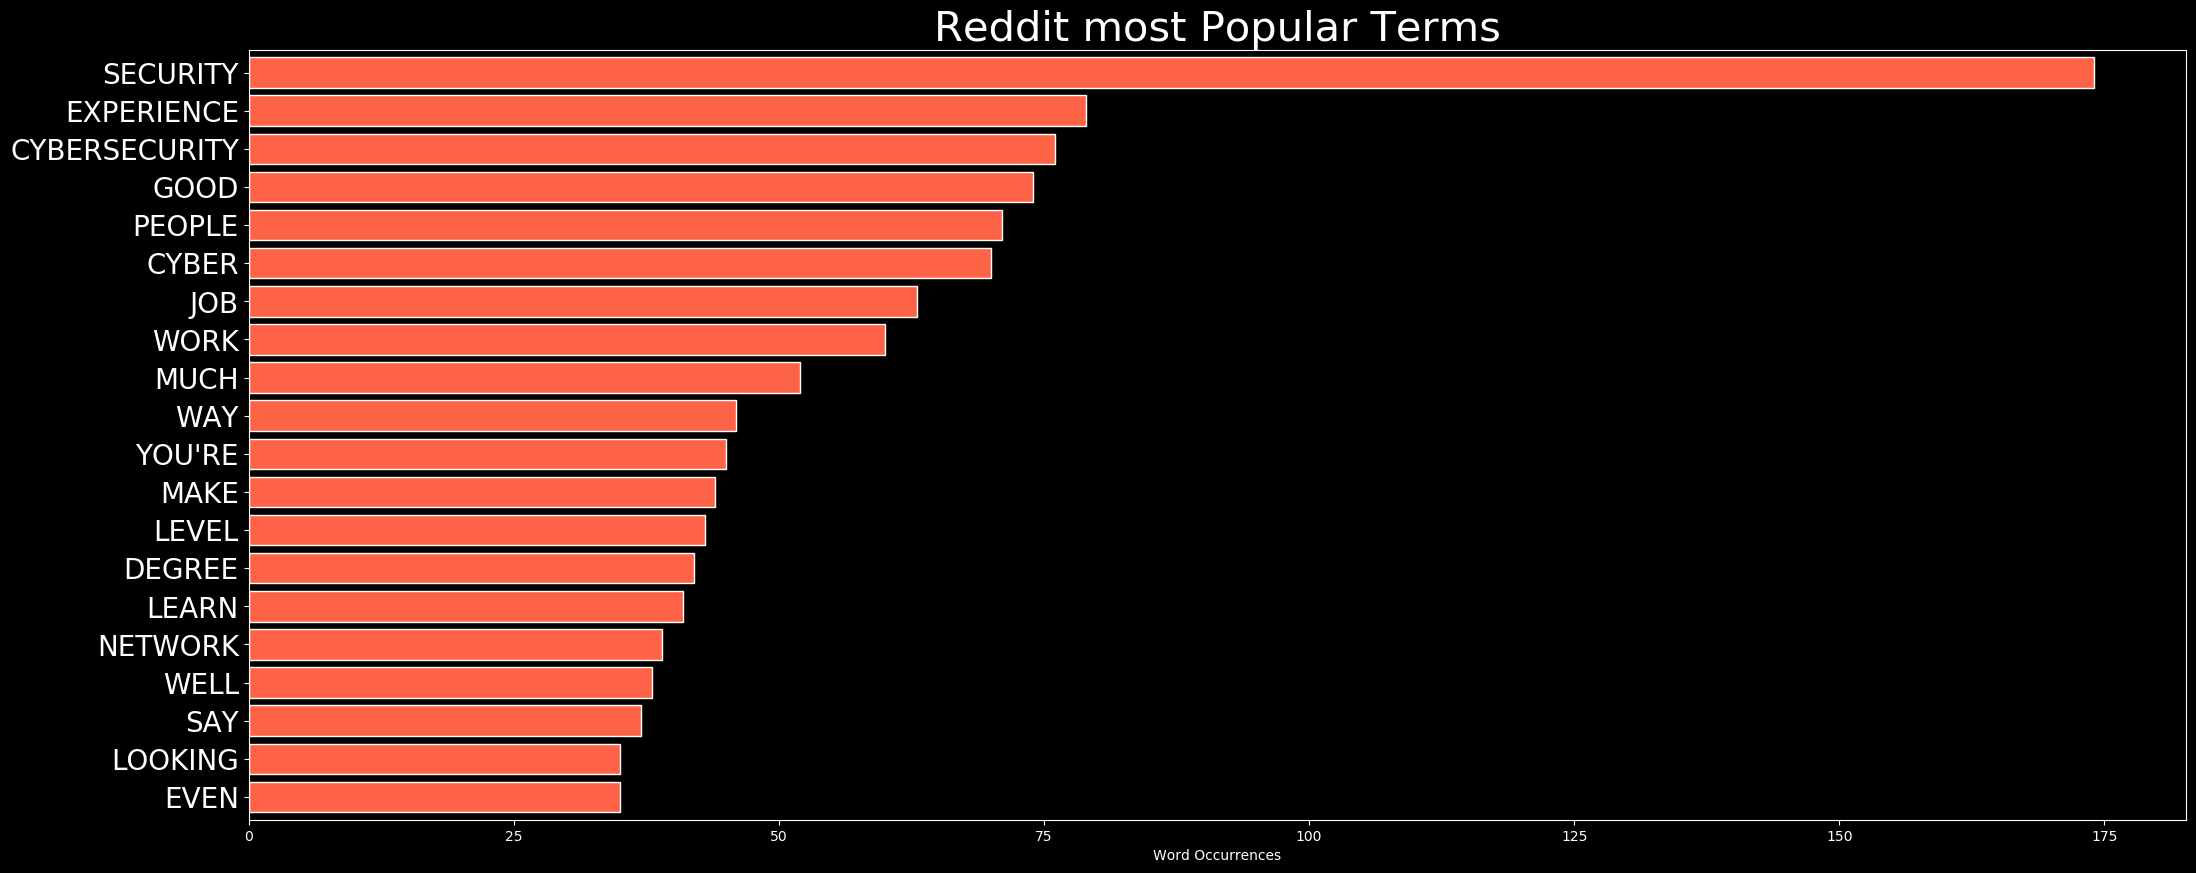 Reddit most Popular Terms
SECURITY
EXPERIENCE
CYBERSECURITY
GOOD
PEOPLE
CYBER
JOB
WORK
MUCH
WAY
YOU'RE
MAKE
LEVEL
DEGREE
LEARN
NETWORK
WELL
SAY
LOOKING
EVEN
0 25 50 75 100 125 150 175
Word Occurrences